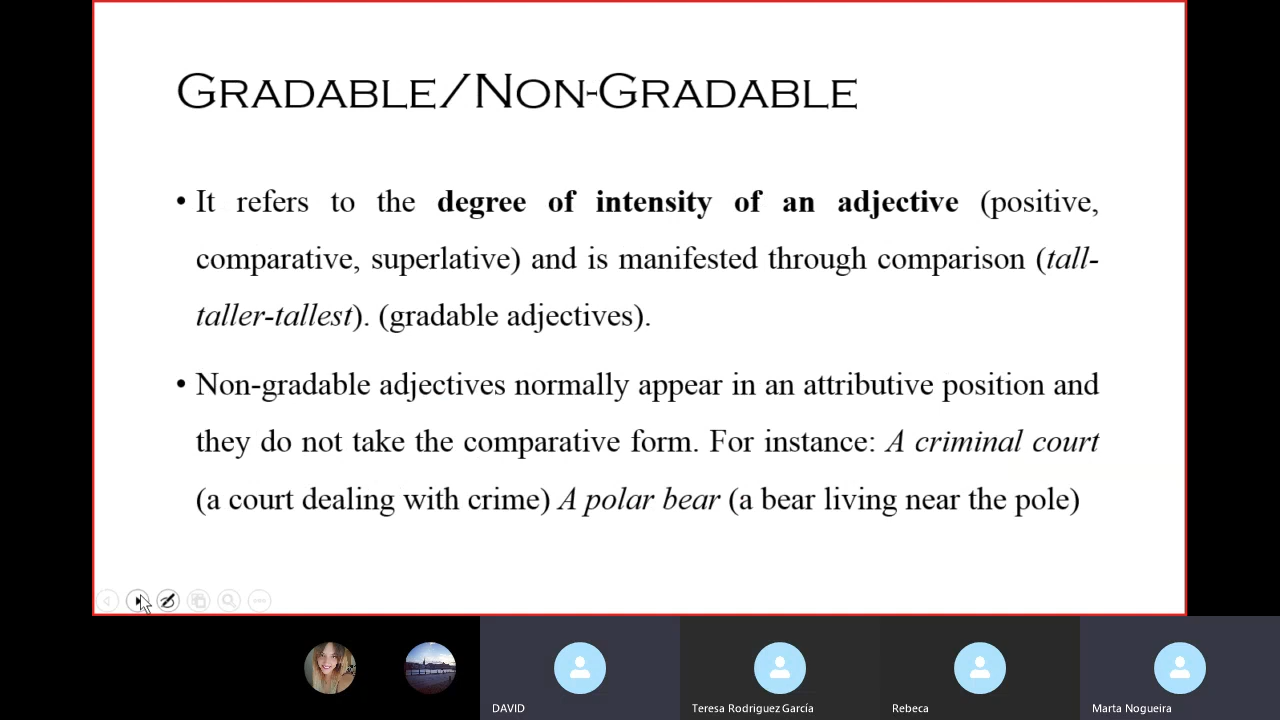 GRADABLE/NON-GRADABLE
• It refers to the degree of intensity of an adjective (positive,
comparative, superlative) and is manifested through comparison (tall-
taller-tallest). (gradable adjectives).
• Non-gradable adjectives normally appear in an attributive position and
they do not take the comparative form. For instance: A criminal court
(a court dealing with crime) A polar bear (a bear living near the pole)
DAVID
Teresa Rodriguez García
Rebeca
Marta Nogueira